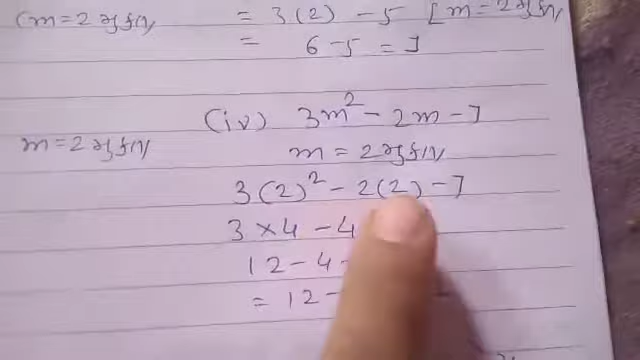 (m=2 = 3(2) - 5 [m=2
= 6-5 = 1
(iv) 3m² - 2m - 7
m=2
m = 2
3(2)² - 2(2) - 7
3 × 4 - 4
12 - 4 -
= 12 -